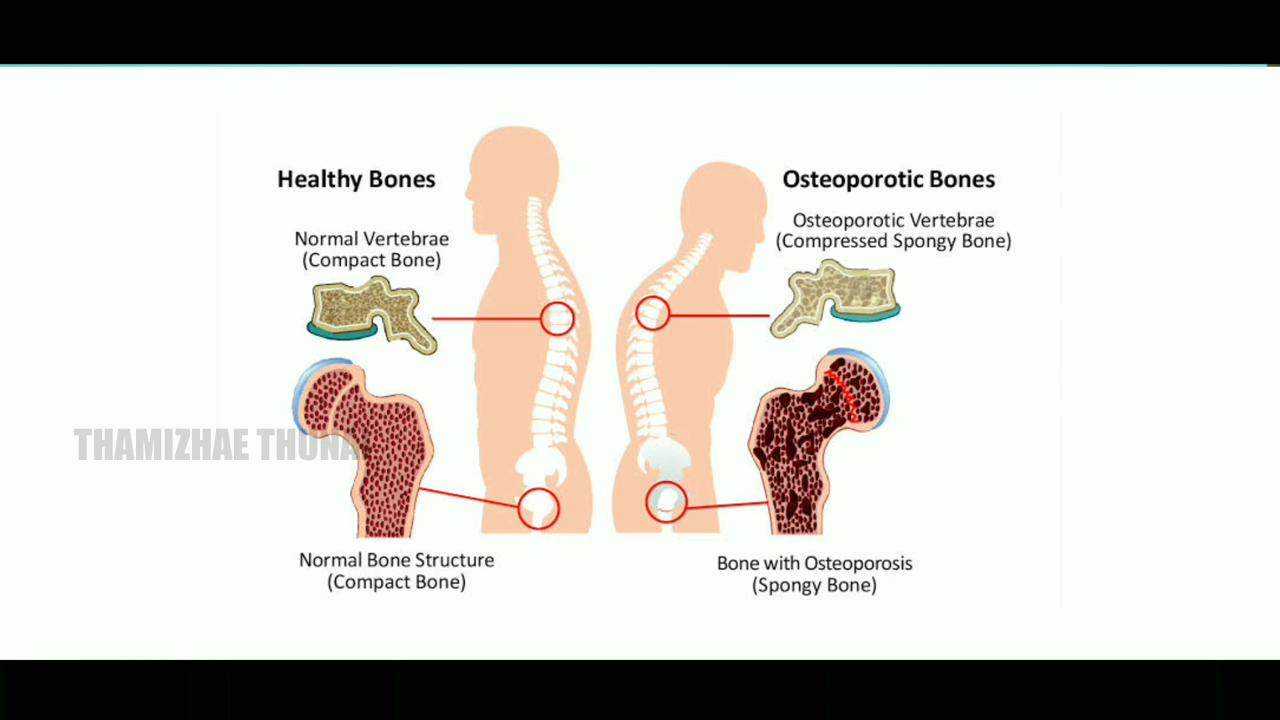 Healthy Bones
Normal Vertebrae
(Compact Bone)
Osteoporotic Bones
Osteoporotic Vertebrae
(Compressed Spongy Bone)
THAMIZHAE
Normal Bone Structure
(Compact Bone)
Bone with Osteoporosis
(Spongy Bone)